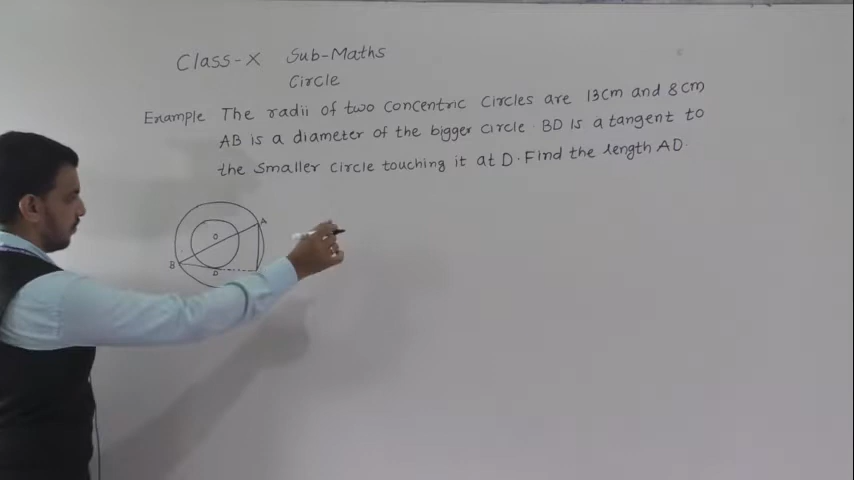 Class-X Sub-Maths
Circle
Example The radii of two concentric circles are 13cm and 8cm
AB is a diameter of the bigger circle. BD is a tangent to
the smaller circle touching it at D. Find the length AD.
A
O
B
D